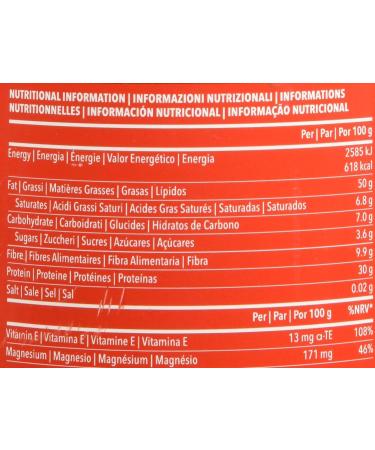 NUTRITIONAL INFORMATION | INFORMAZIONI NUTRIZIONALI | INFORMATIONS
NUTRITIONNELLES | INFORMACIÓN NUTRICIONAL | INFORMAÇÃO NUTRICIONAL
Per | Par | Por 100 g
Energy | Energia | Énergie | Valor Energético | Energia 2585 kJ
618 kcal
Fat | Grassi | Matières Grasses | Grasas | Lípidos 50 g
Saturates | Acidi Grassi Saturi | Acides Gras Saturés | Saturadas | Saturados 6.8 g
Carbohydrate | Carboidrati | Glucides | Hidratos de Carbono 7.0 g
Sugars | Zuccheri | Sucres | Azúcares | Açúcares 3.6 g
Fibre | Fibres Alimentaires | Fibra Alimentaria | Fibra 9.9 g
Protein | Proteine | Protéines | Proteínas 30 g
Salt | Sale | Sel | Sal 0.02 g
Per | Par | Por 100 g %NRV*
Vitamin E | Vitamina E | Vitamine E | Vitamina E 13 mg α-TE 108%
Magnesium | Magnesio | Magnésium | Magnésio 171 mg 46%